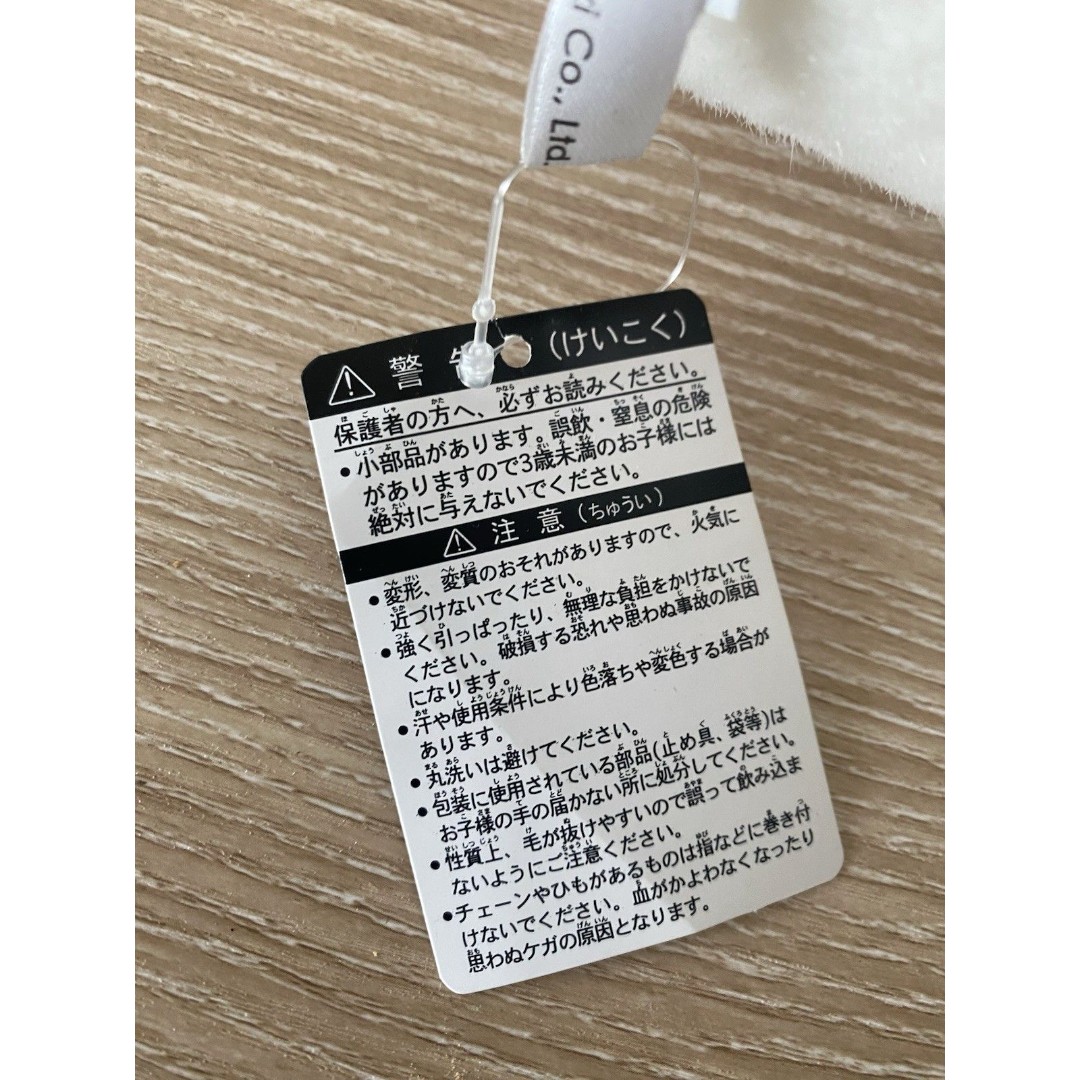 Co., Ltd.
警告（けいこく）
保護者の方へ、必ずお読みください。
•小部品があります。誤飲・窒息の危険
がありますので3歳未満のお子様には
絶対に与えないでください。
注意（ちゅうい）
•変形、変質のおそれがありますので、火気に
近づけないでください。
•強く引っぱったり、無理な負担をかけないで
ください。破損する恐れや思わぬ事故の原因
になります。
•汗や使用条件により色落ちや変色する場合が
あります。
•丸洗いは避けてください。
•包装に使用されている部品(止め具、袋等)は
お子様の手の届かない所に処分してください。
•性質上、毛が抜けやすいので誤って飲み込ま
ないようにご注意ください。
•チェーンやひもがあるものは指などに巻き付
けないでください。血がかよわなくなったり
思わぬケガの原因となります。